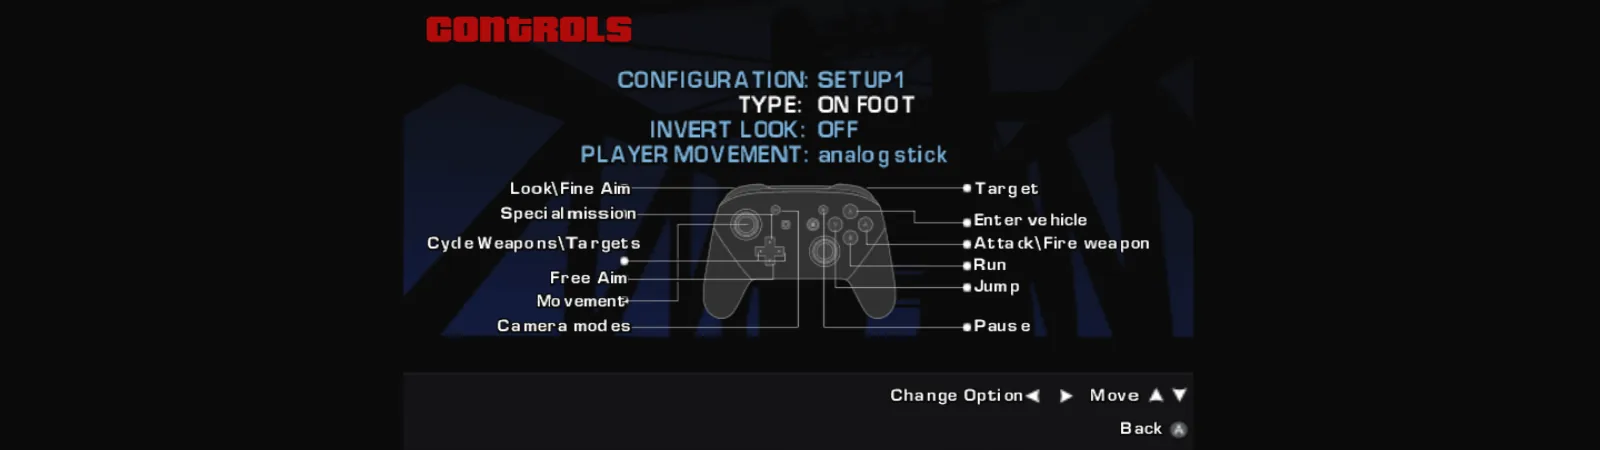 CONtROLS
CONFIGURATION: SETUP1
TYPE: ON FOOT
INVERT LOOK: OFF
PLAYER MOVEMENT: analog stick
Look\Fine Aim
Target
Special mission
Enter vehicle
Cycle Weapons\Targets
Attack\Fire weapon
Run
Free Aim
Jump
Movement
Camera modes
Pause
Change Option◀ ▶ Move ▲ ▼
Back A